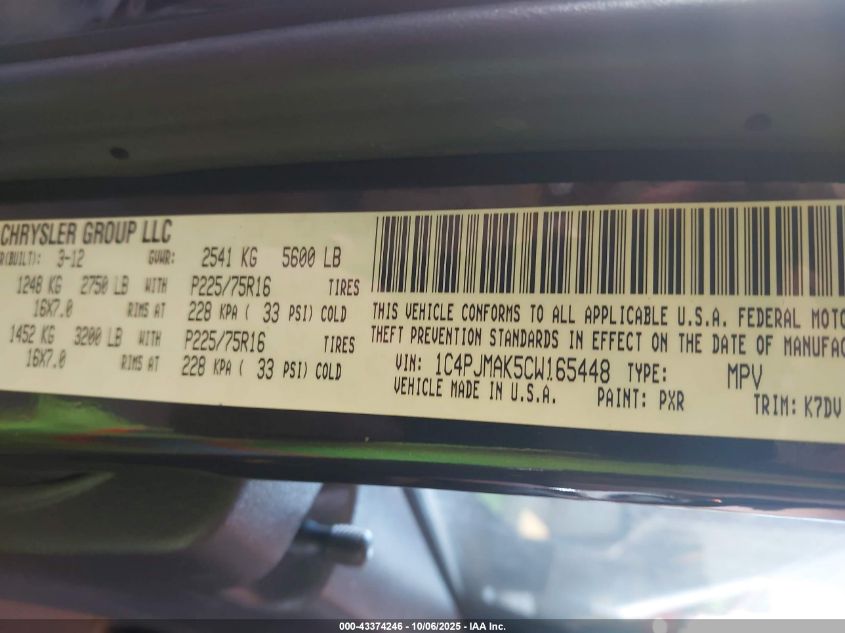 CHRYSLER GROUP LLC
R(BUILT): 3-12 GVWR: 2541 KG 5600 LB
1248 KG 2750 LB WITH P225/75R16 TIRES
16X7.0 RIMS AT 228 KPA ( 33 PSI) COLD
1452 KG 3200 LB WITH P225/75R16 TIRES
16X7.0 RIMS AT 228 KPA ( 33 PSI) COLD
THIS VEHICLE CONFORMS TO ALL APPLICABLE U.S.A. FEDERAL MOTO
THEFT PREVENTION STANDARDS IN EFFECT ON THE DATE OF MANUFAC
VIN: 1C4PJMAK5CW165448 TYPE: MPV
VEHICLE MADE IN U.S.A. PAINT: PXR TRIM: K7DV
000-43374246 - 10/06/2025 - IAA Inc.